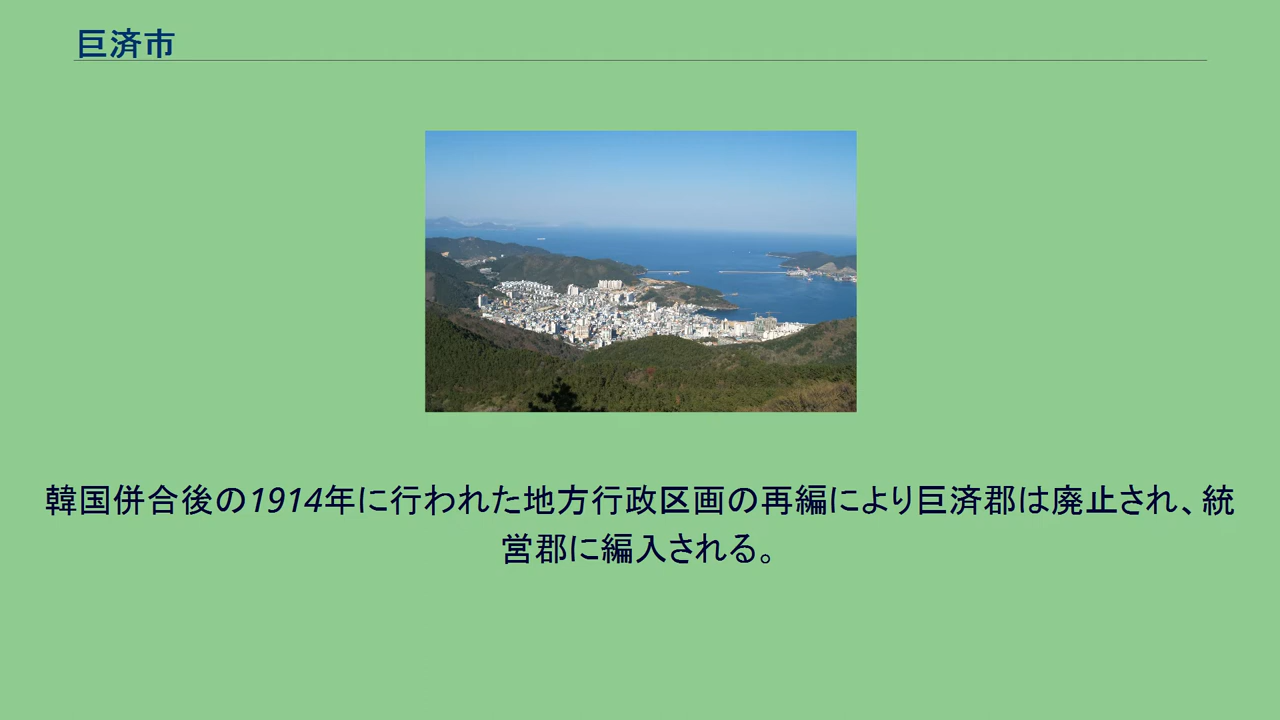 巨済市
韓国併合後の1914年に行われた地方行政区画の再編により巨済郡は廃止され、統
営郡に編入される。